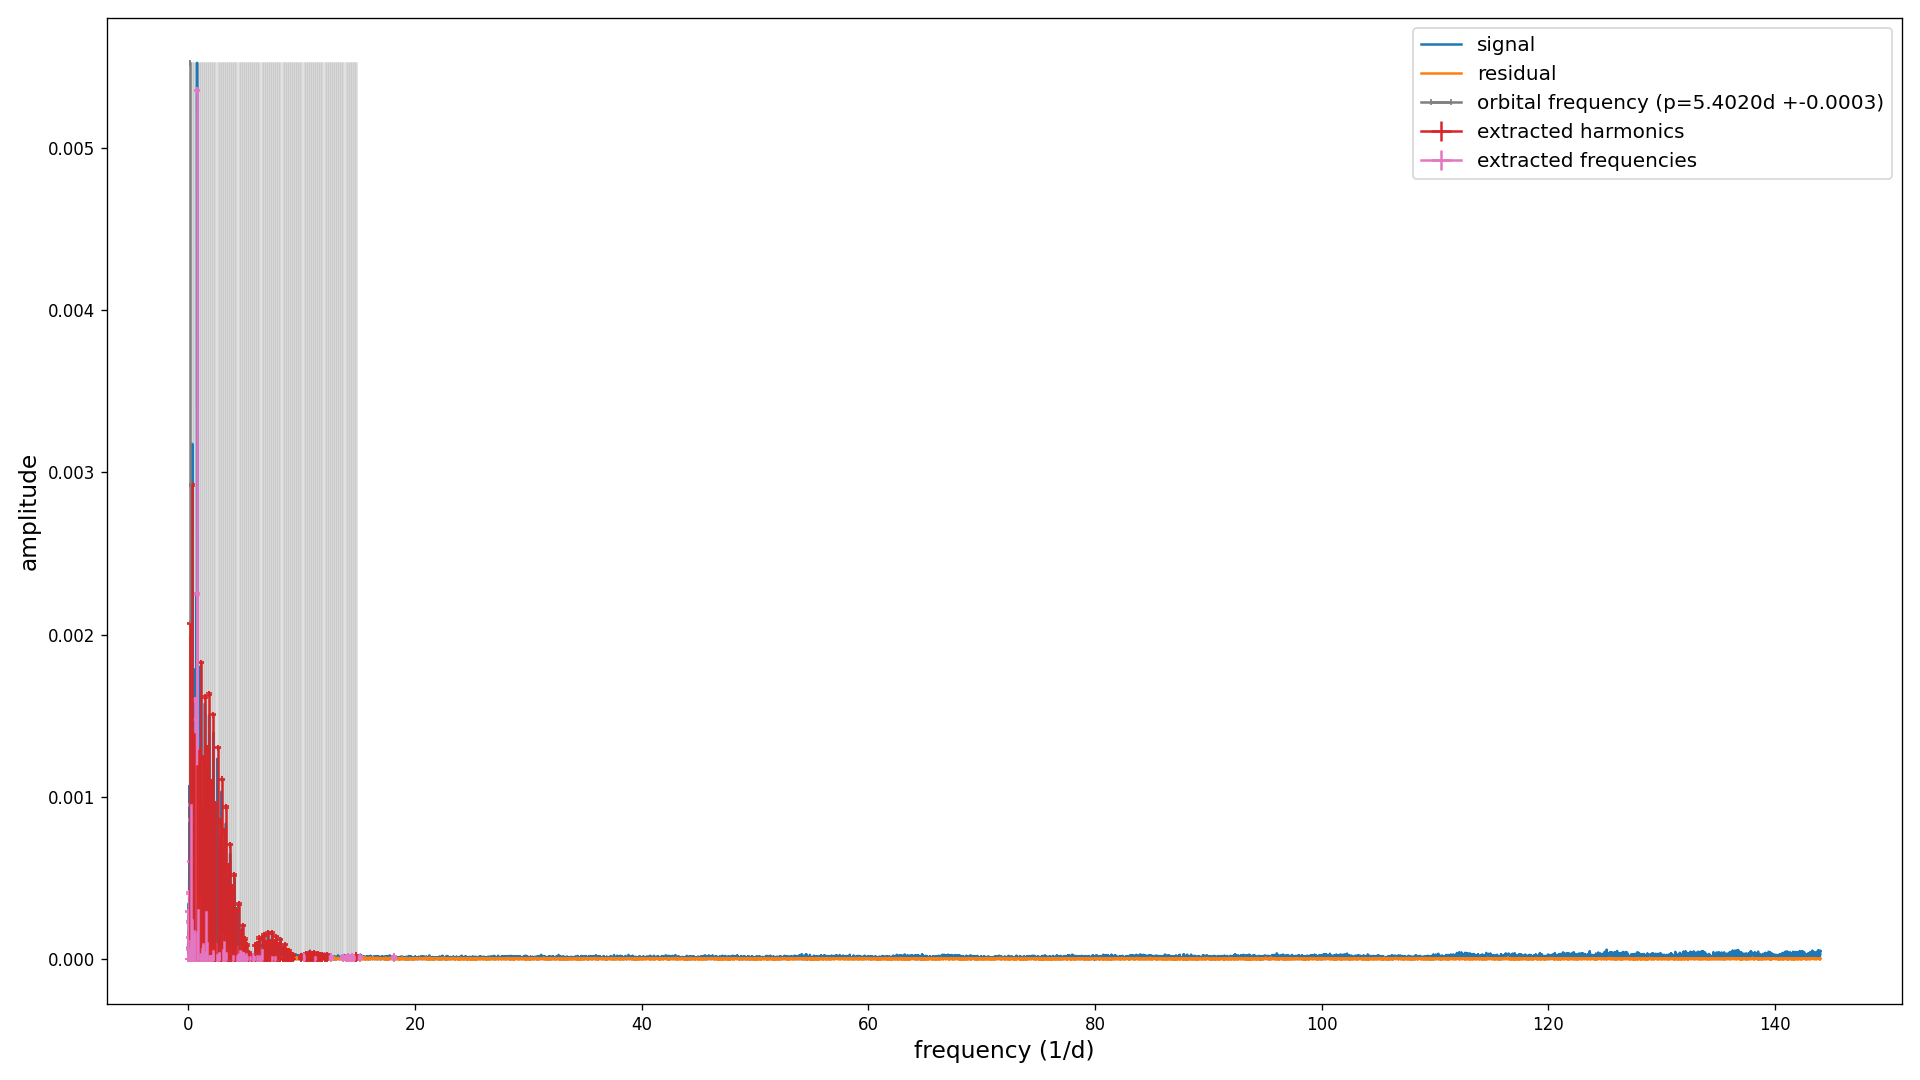 signal
residual
orbital frequency (p=5.4020d +-0.0003)
extracted harmonics
extracted frequencies
amplitude
0.005
0.004
0.003
0.002
0.001
0.000
0 20 40 60 80 100 120 140
frequency (1/d)